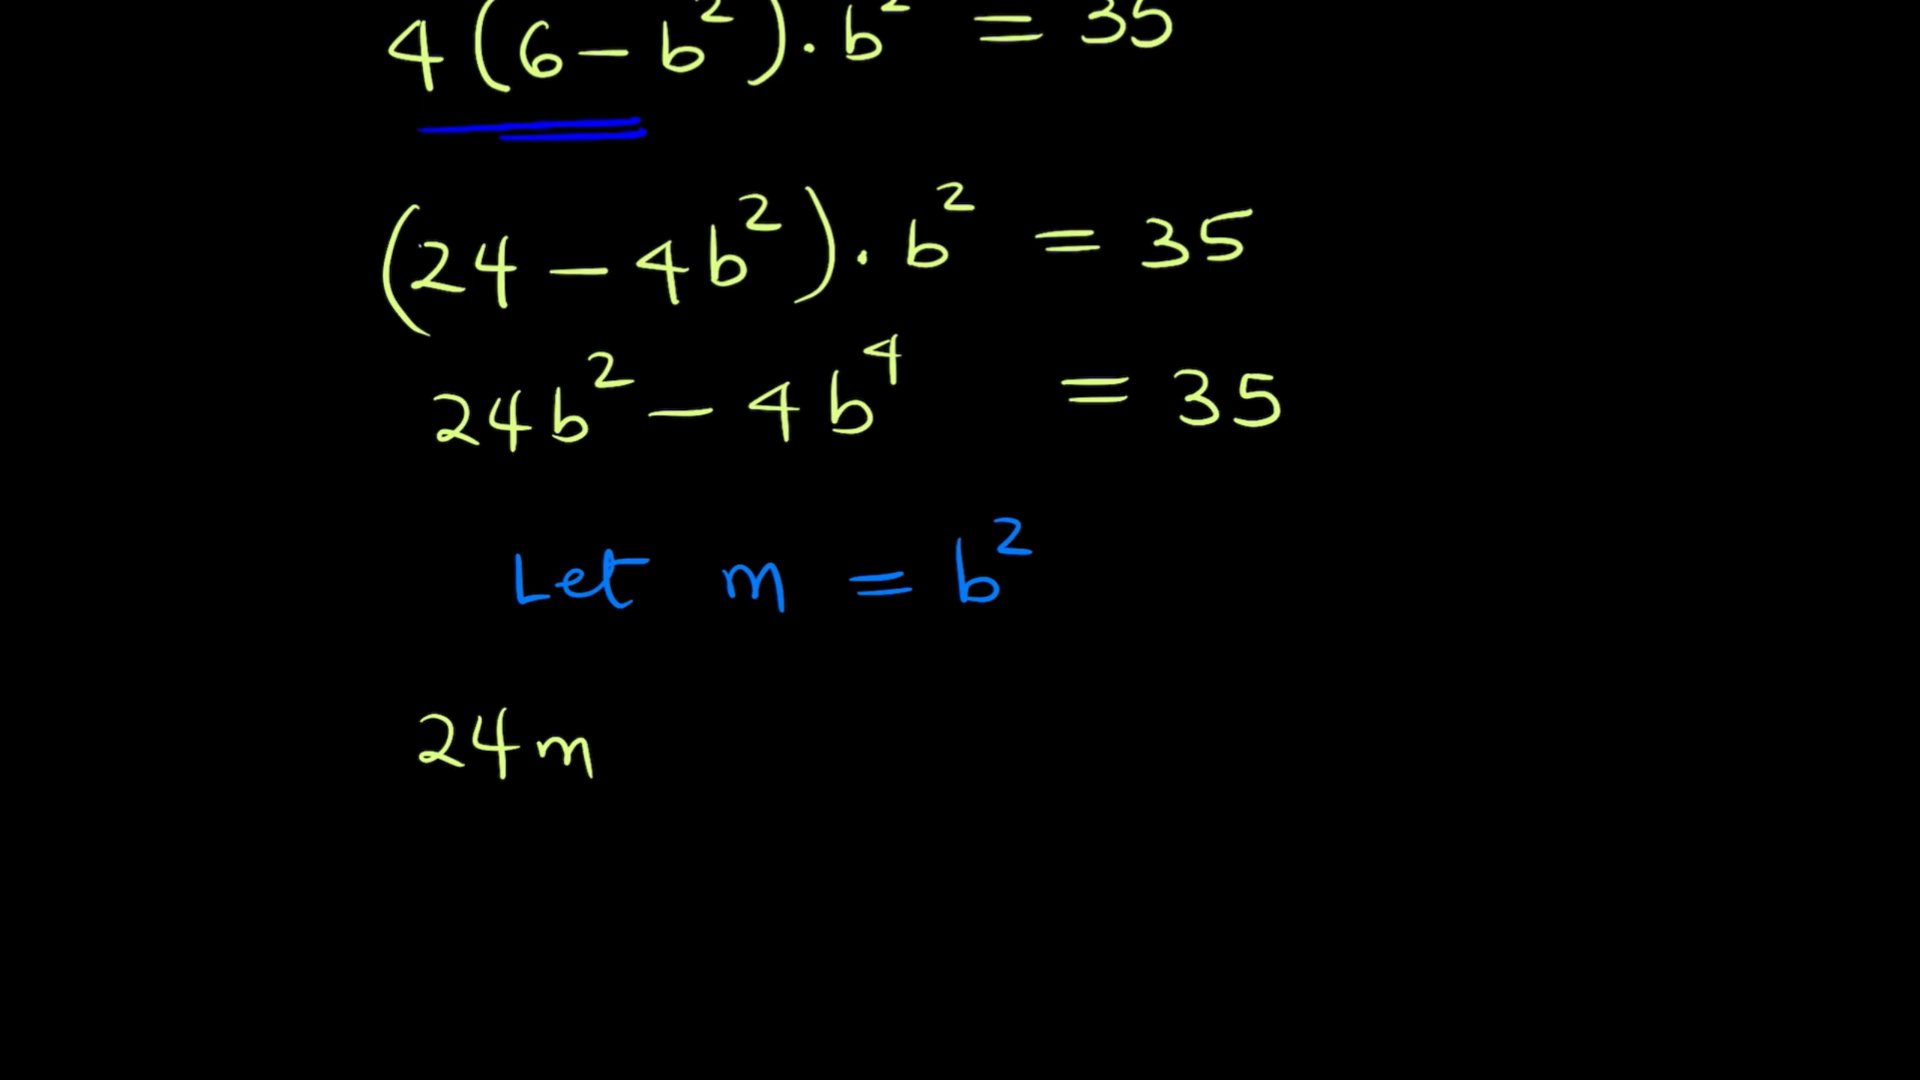 4(6-b²).b² = 35
(24-4b²).b² = 35
24b²-4b⁴ = 35
Let m = b²
24m